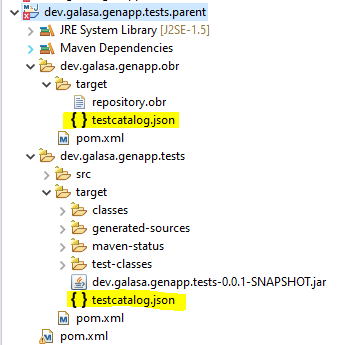 dev.galasa.genapp.tests.parent
JRE System Library [J2SE-1.5]
Maven Dependencies
dev.galasa.genapp.obr
target
repository.obr
{ } testcatalog.json
pom.xml
dev.galasa.genapp.tests
src
target
classes
generated-sources
maven-status
test-classes
dev.galasa.genapp.tests-0.0.1-SNAPSHOT.jar
{ } testcatalog.json
pom.xml
pom.xml